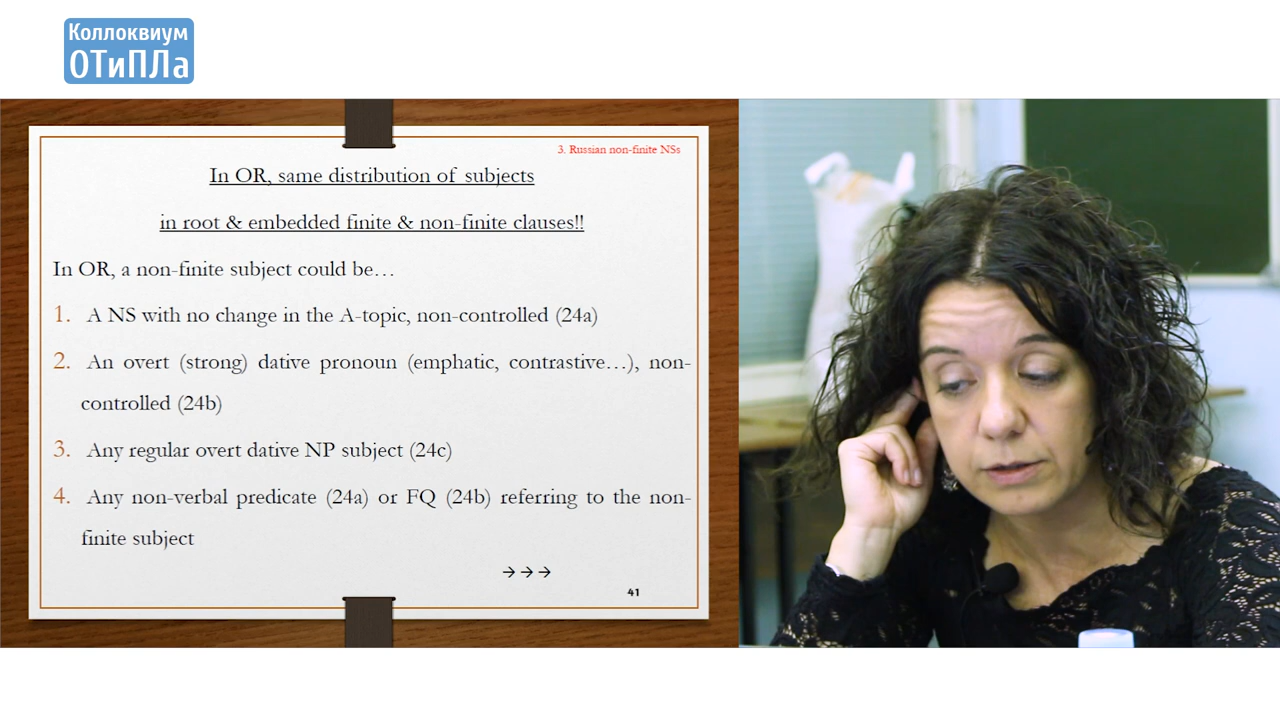 Коллоквиум
ОТиПЛа
3. Russian non-finite NSs
In OR, same distribution of subjects
in root & embedded finite & non-finite clauses!!
In OR, a non-finite subject could be…
1. A NS with no change in the A-topic, non-controlled (24a)
2. An overt (strong) dative pronoun (emphatic, contrastive…), non-
controlled (24b)
3. Any regular overt dative NP subject (24c)
4. Any non-verbal predicate (24a) or FQ (24b) referring to the non-
finite subject
→→→
41